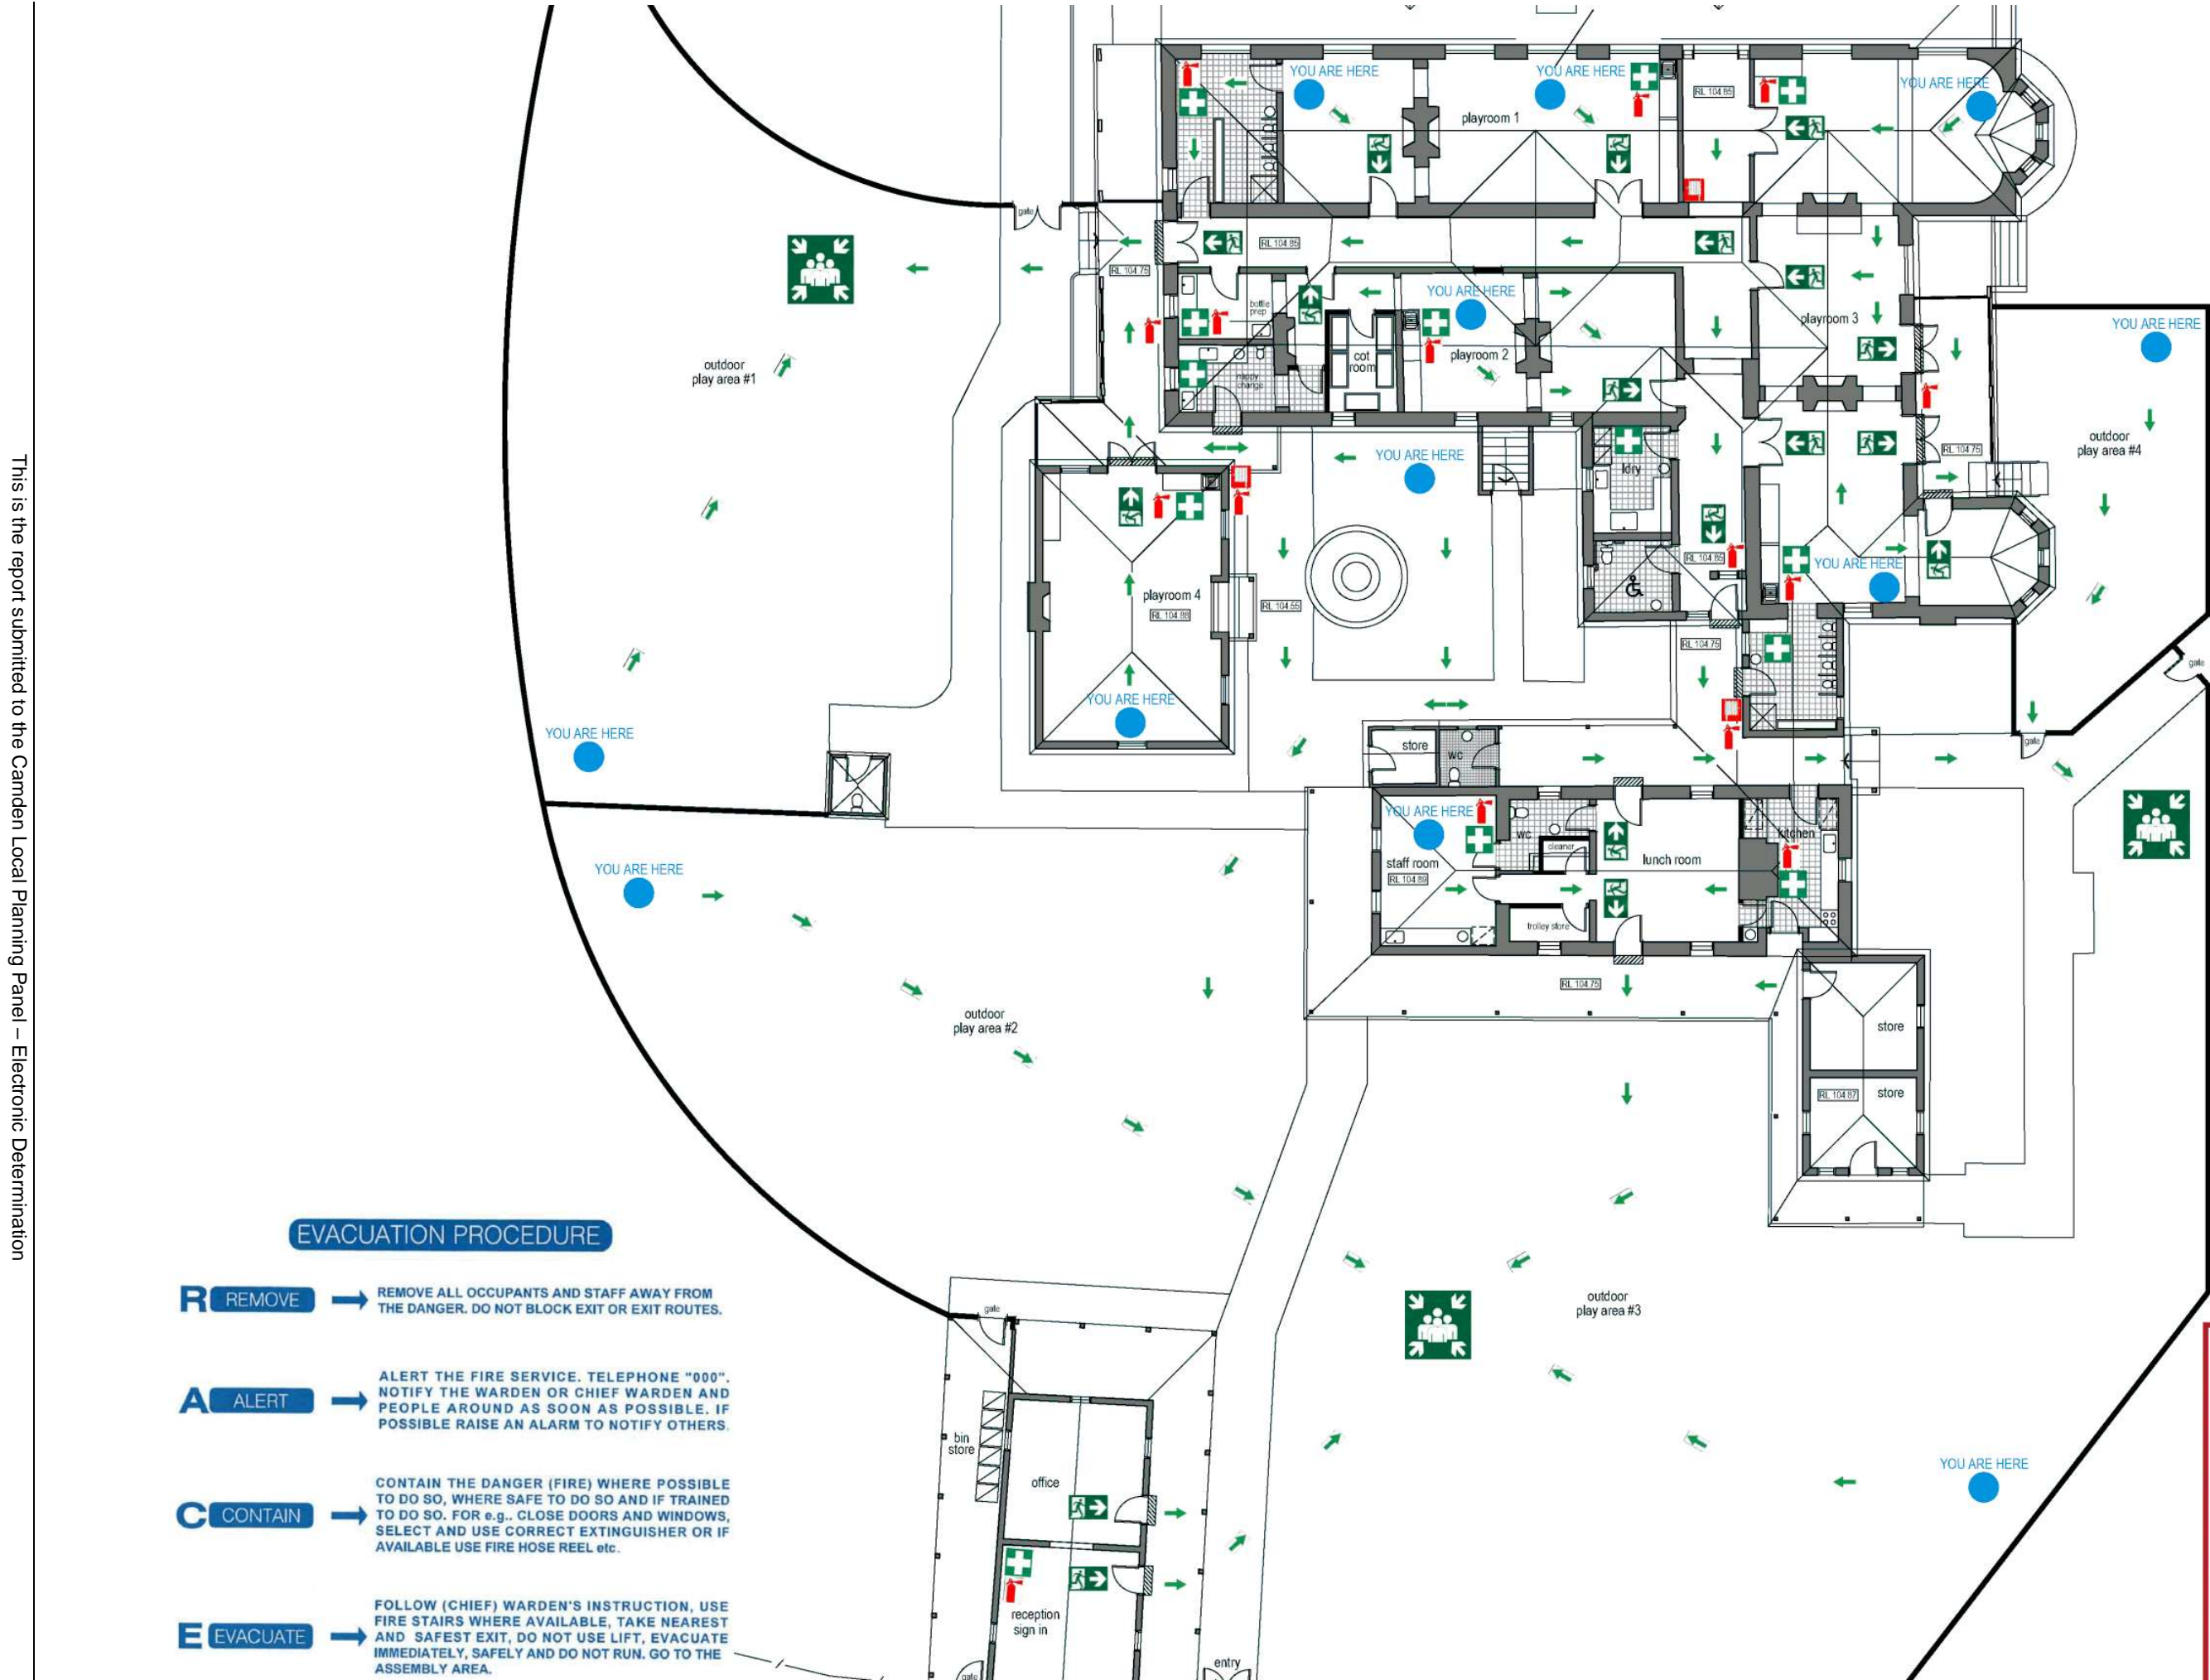 This is the report submitted to the Camden Local Planning Panel – Electronic Determination
YOU ARE HERE
YOU ARE HERE
YOU ARE HERE
playroom 1
RL 104 85
gate
RL 104 85
RL 104.75
bottle
prep
YOU ARE HERE
playroom 3
YOU ARE HERE
outdoor
play area #1
cot
room
playroom 2
nappy
change
YOU ARE HERE
outdoor
play area #4
RL 104.75
ldry
RL 104.85
YOU ARE HERE
playroom 4
RL 104 88
RL 104.55
RL 104.75
gate
YOU ARE HERE
YOU ARE HERE
store
wc
gate
YOU ARE HERE
wc
kitchen
cleaner
staff room
lunch room
RL 104.89
YOU ARE HERE
trolley store
RL 104.75
outdoor
play area #2
store
store
RL 104.87
EVACUATION PROCEDURE
R REMOVE
REMOVE ALL OCCUPANTS AND STAFF AWAY FROM
THE DANGER. DO NOT BLOCK EXIT OR EXIT ROUTES.
A ALERT
ALERT THE FIRE SERVICE. TELEPHONE "000".
NOTIFY THE WARDEN OR CHIEF WARDEN AND
PEOPLE AROUND AS SOON AS POSSIBLE. IF
POSSIBLE RAISE AN ALARM TO NOTIFY OTHERS.
C CONTAIN
CONTAIN THE DANGER (FIRE) WHERE POSSIBLE
TO DO SO, WHERE SAFE TO DO SO AND IF TRAINED
TO DO SO. FOR e.g.. CLOSE DOORS AND WINDOWS,
SELECT AND USE CORRECT EXTINGUISHER OR IF
AVAILABLE USE FIRE HOSE REEL etc.
E EVACUATE
FOLLOW (CHIEF) WARDEN'S INSTRUCTION, USE
FIRE STAIRS WHERE AVAILABLE, TAKE NEAREST
AND SAFEST EXIT, DO NOT USE LIFT, EVACUATE
IMMEDIATELY, SAFELY AND DO NOT RUN. GO TO THE
ASSEMBLY AREA.
gate
outdoor
play area #3
bin
store
office
YOU ARE HERE
reception
sign in
entry
gate